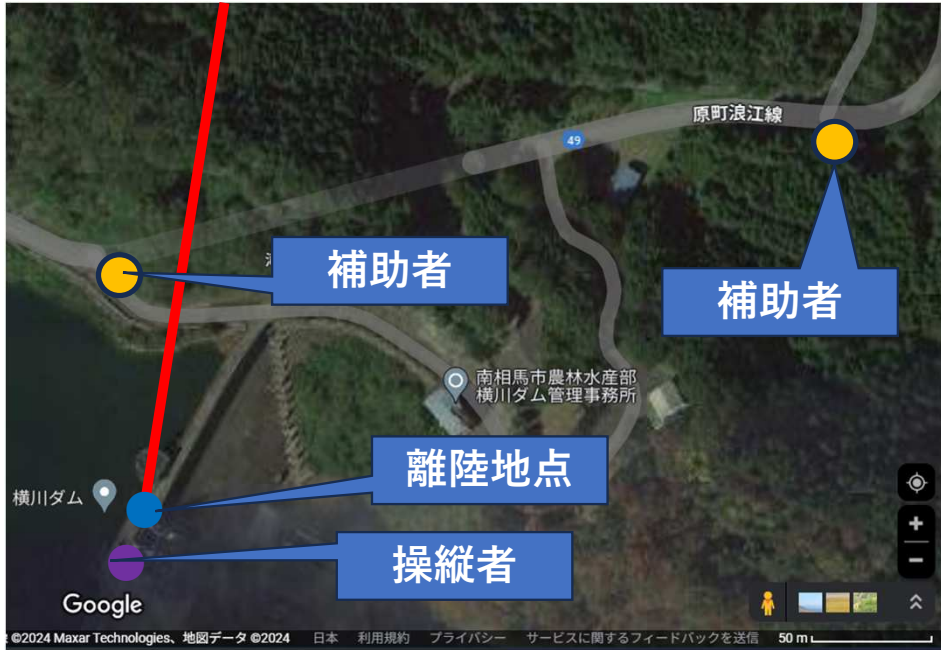 原町浪江線
49
補助者
補助者
南相馬市農林水産部
横川ダム管理事務所
離陸地点
横川ダム
操縦者
Google
©2024 Maxar Technologies、地図データ ©2024 日本 利用規約 プライバシー サービスに関するフィードバックを送信 50 m